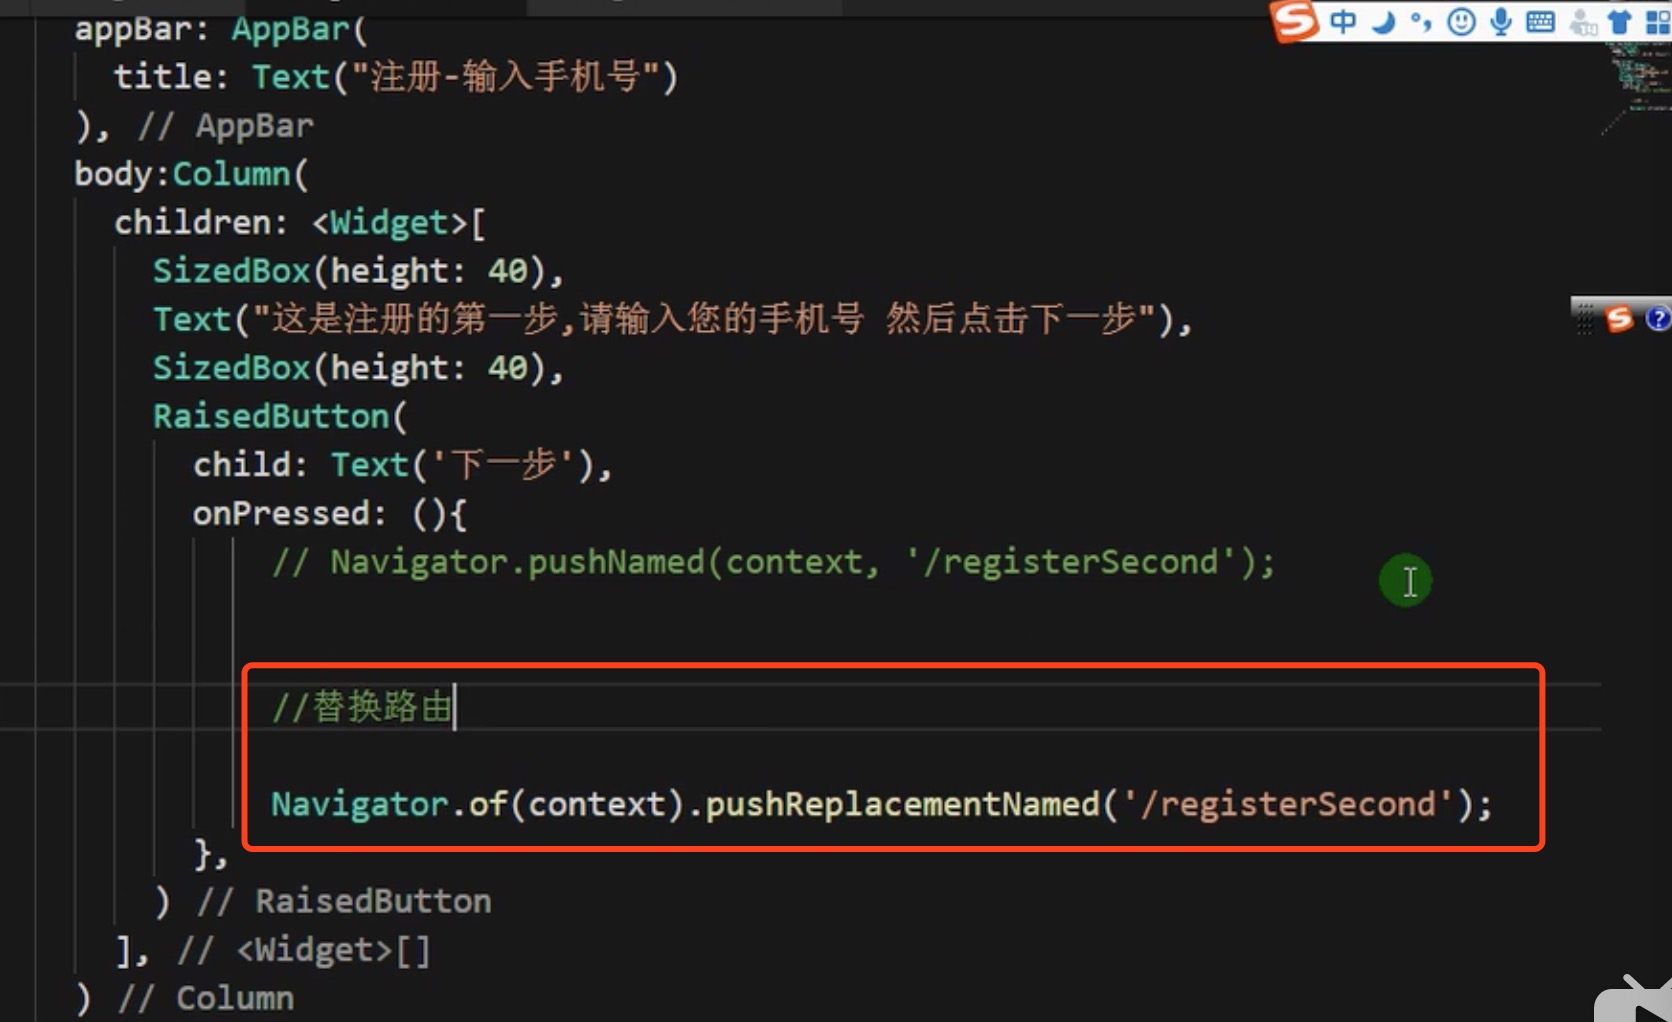 appBar: AppBar(
title: Text("注册-输入手机号")
), // AppBar
body:Column(
children: <Widget>[
SizedBox(height: 40),
Text("这是注册的第一步,请输入您的手机号 然后点击下一步"),
SizedBox(height: 40),
RaisedButton(
child: Text('下一步'),
onPressed: (){
// Navigator.pushNamed(context, '/registerSecond');
//替换路由
Navigator.of(context).pushReplacementNamed('/registerSecond');
},
) // RaisedButton
], // <Widget>[]
) // Column
中